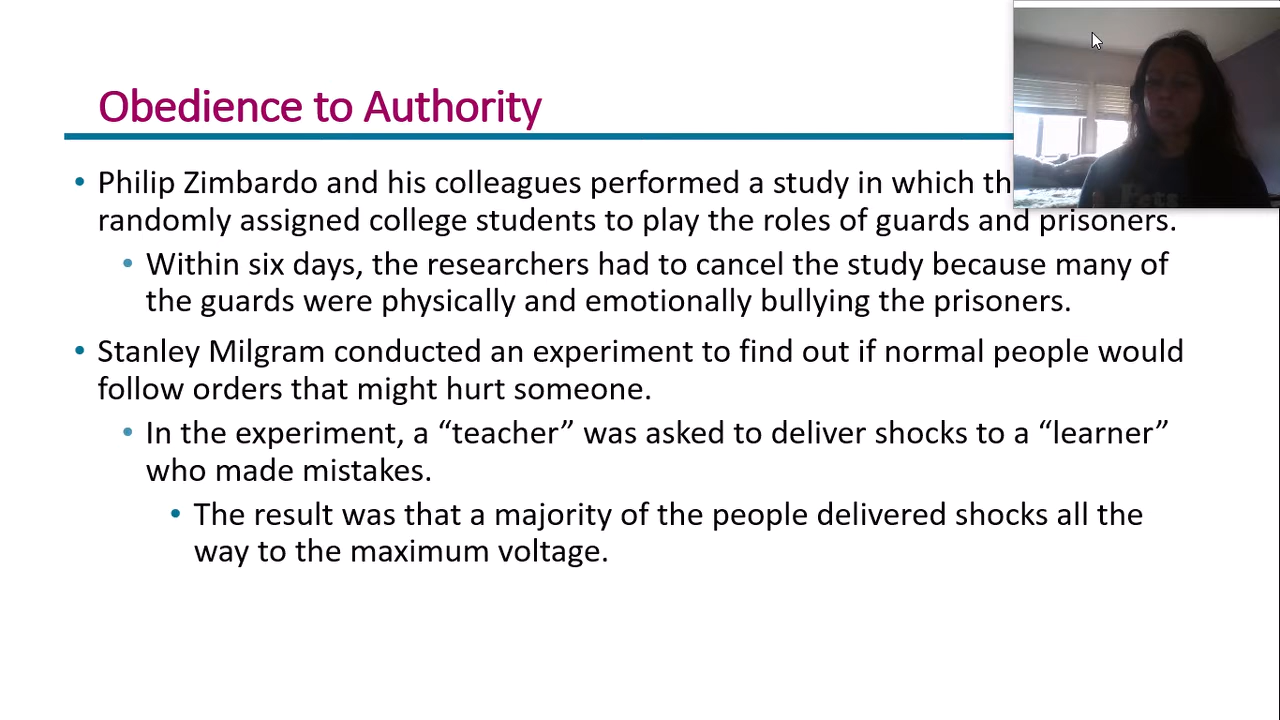 Obedience to Authority
• Philip Zimbardo and his colleagues performed a study in which
randomly assigned college students to play the roles of guards and prisoners.
• Within six days, the researchers had to cancel the study because many of
the guards were physically and emotionally bullying the prisoners.
• Stanley Milgram conducted an experiment to find out if normal people would
follow orders that might hurt someone.
• In the experiment, a “teacher” was asked to deliver shocks to a “learner”
who made mistakes.
• The result was that a majority of the people delivered shocks all the
way to the maximum voltage.